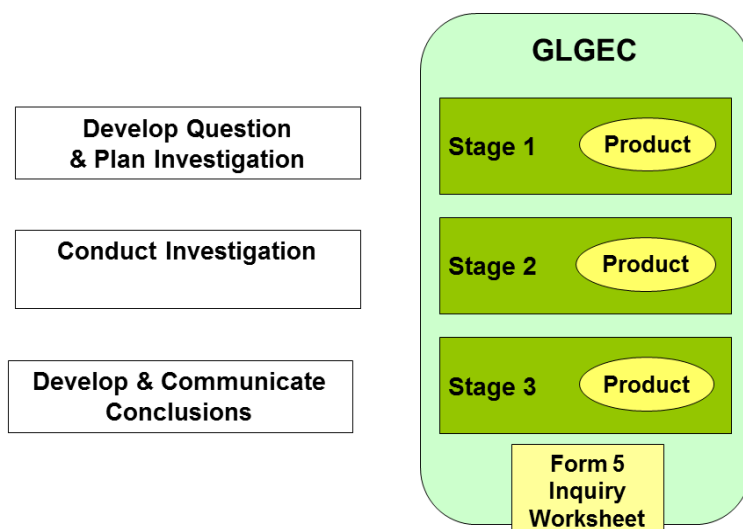 GLGEC
Develop Question
& Plan Investigation
Stage 1
Product
Conduct Investigation
Stage 2
Product
Develop & Communicate
Conclusions
Stage 3
Product
Form 5
Inquiry
Worksheet